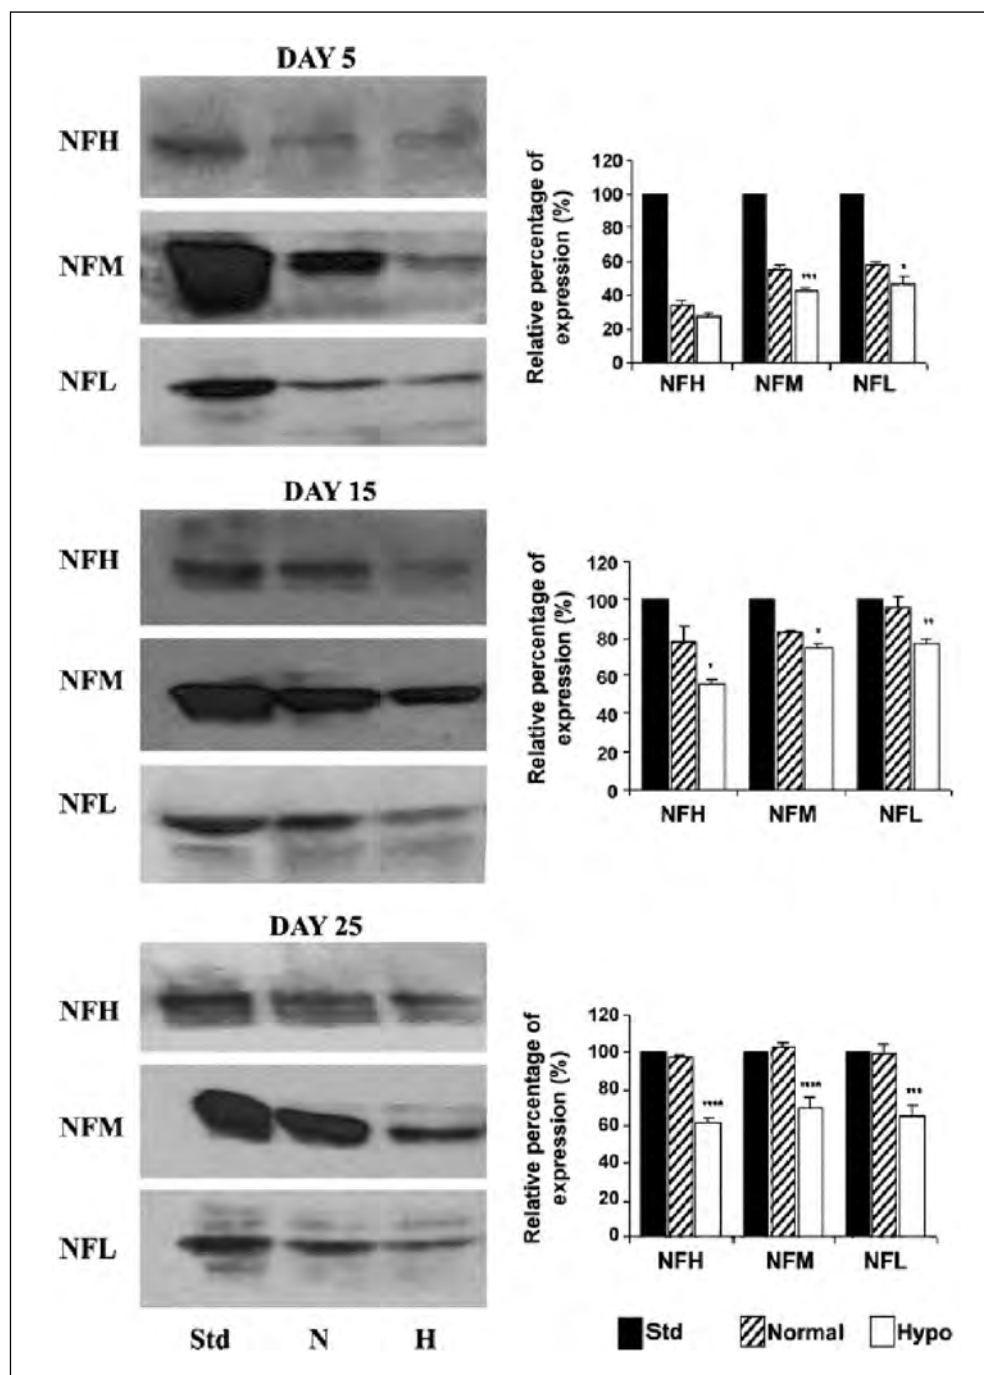 DAY 5
NFH
NFM
NFL
Relative percentage of
expression (%)
120
100
80
60
40
20
0
***
*
NFH NFM NFL
DAY 15
NFH
NFM
NFL
Relative percentage of
expression (%)
120
100
80
60
40
20
0
*
*
**
NFH NFM NFL
DAY 25
NFH
NFM
NFL
Relative percentage of
expression (%)
120
100
80
60
40
20
0
****
****
***
NFH NFM NFL
Std N H
Std Normal Hypo